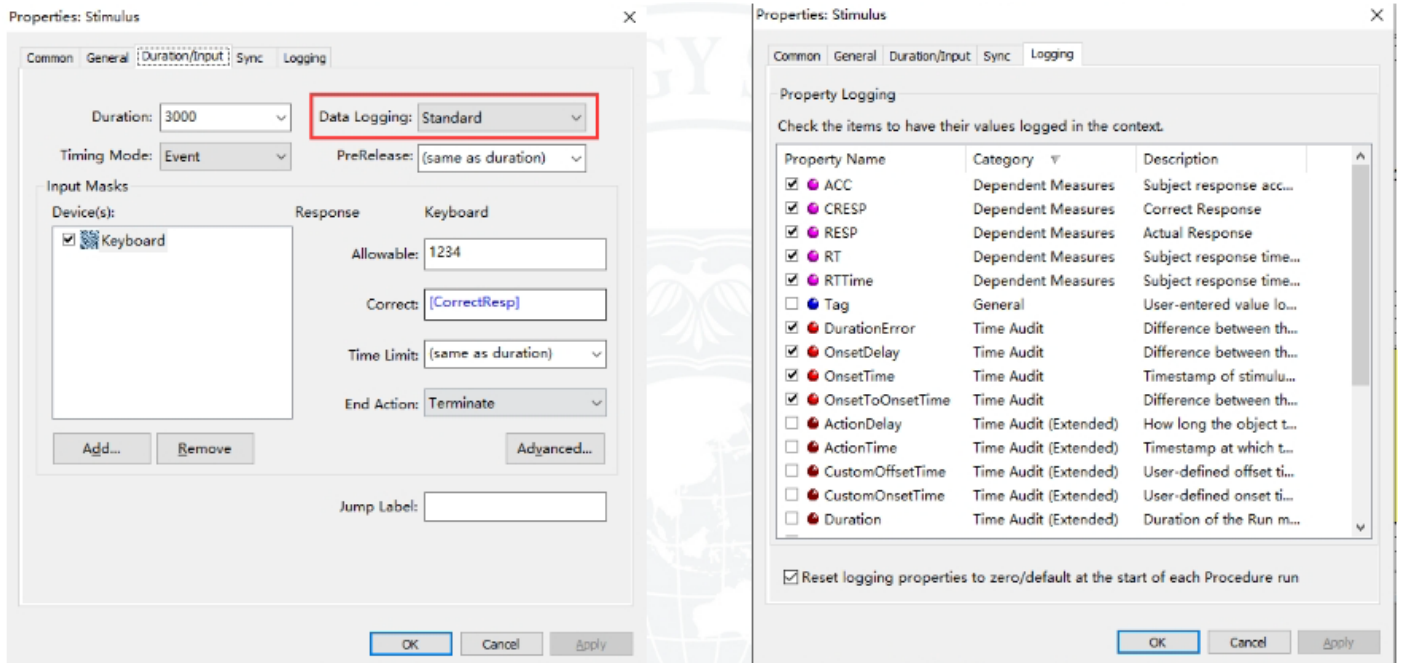 Properties: Stimulus
Common General Duration/Input Sync Logging
Duration: 3000
Data Logging: Standard
Timing Mode: Event
PreRelease: (same as duration)
Input Masks
Device(s):
Response Keyboard
Keyboard
Allowable: 1234
Correct: [CorrectResp]
Time Limit: (same as duration)
End Action: Terminate
Add... Remove
Advanced...
Jump Label:
OK Cancel Apply
Properties: Stimulus
Common General Duration/Input Sync Logging
Property Logging
Check the items to have their values logged in the context.
Property Name Category Description
ACC Dependent Measures Subject response acc...
CRESP Dependent Measures Correct Response
RESP Dependent Measures Actual Response
RT Dependent Measures Subject response time...
RTTime Dependent Measures Subject response time...
Tag General User-entered value lo...
DurationError Time Audit Difference between th...
OnsetDelay Time Audit Difference between th...
OnsetTime Time Audit Timestamp of stimulu...
OnsetToOnsetTime Time Audit Difference between th...
ActionDelay Time Audit (Extended) How long the object t...
ActionTime Time Audit (Extended) Timestamp at which t...
CustomOffsetTime Time Audit (Extended) User-defined offset ti...
CustomOnsetTime Time Audit (Extended) User-defined onset ti...
Duration Time Audit (Extended) Duration of the Run m...
Reset logging properties to zero/default at the start of each Procedure run
OK Cancel Apply